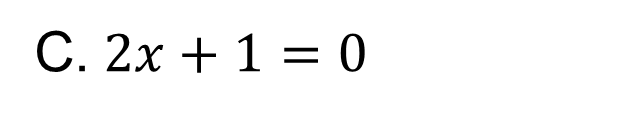 C. 2x + 1 = 0